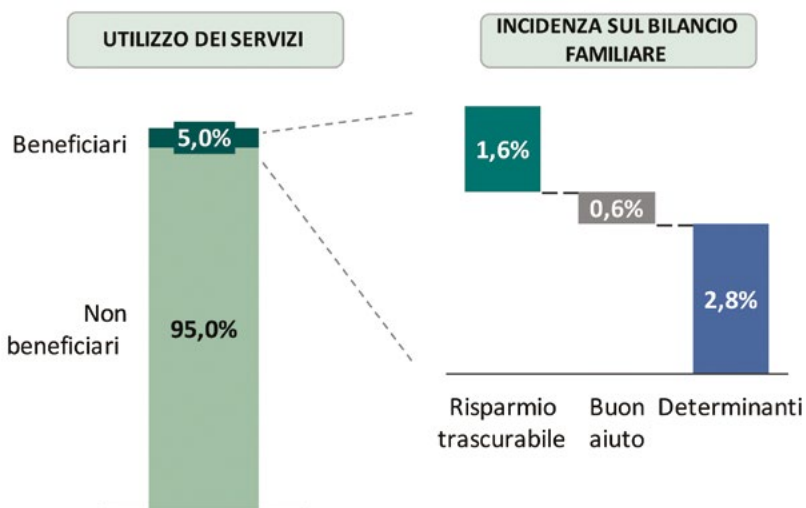 UTILIZZO DEI SERVIZI
INCIDENZA SUL BILANCIO
FAMILIARE
Beneficiari
5,0%
Non
beneficiari
95,0%
1,6%
0,6%
2,8%
Risparmio
trascurabile
Buon
aiuto
Determinanti